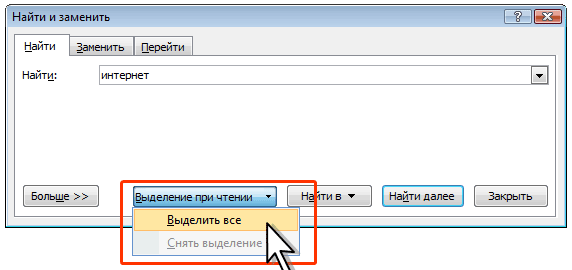 Найти и заменить
Найти Заменить Перейти
Найти: интернет
Больше >> Выделение при чтении Найти в Найти далее Закрыть
Выделить все
Снять выделение